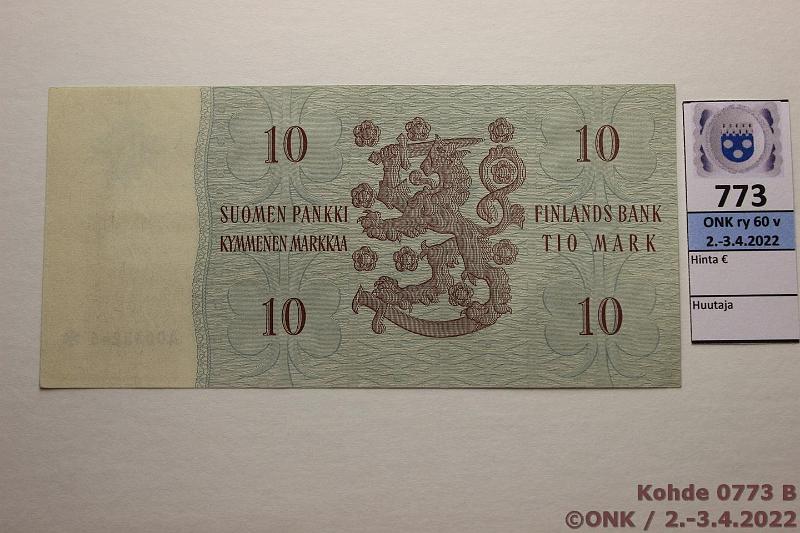 10 10
SUOMEN PANKKI FINLANDS BANK
KYMMENEN MARKKAA TIO MARK
10 10
773
ONK ry 60 v
2.-3.4.2022
Hinta €
Huutaja
Kohde 0773 B
©ONK / 2.-3.4.2022